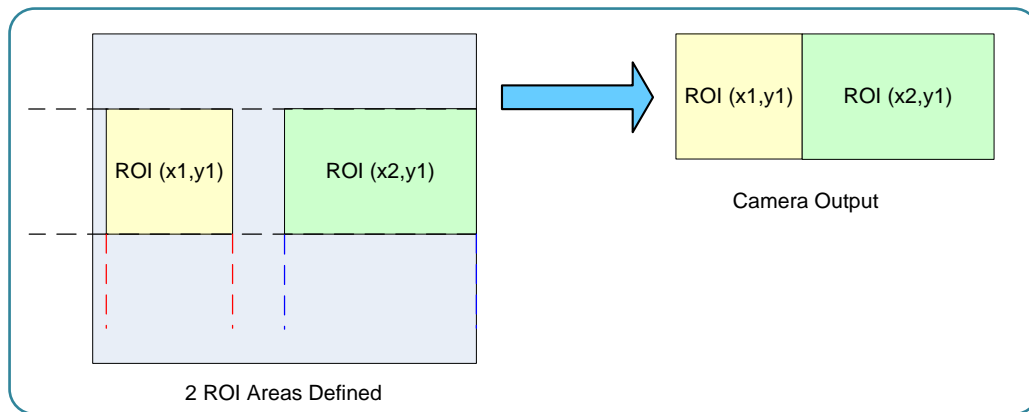 ROI (x1,y1)
ROI (x2,y1)
2 ROI Areas Defined
ROI (x1,y1)
ROI (x2,y1)
Camera Output